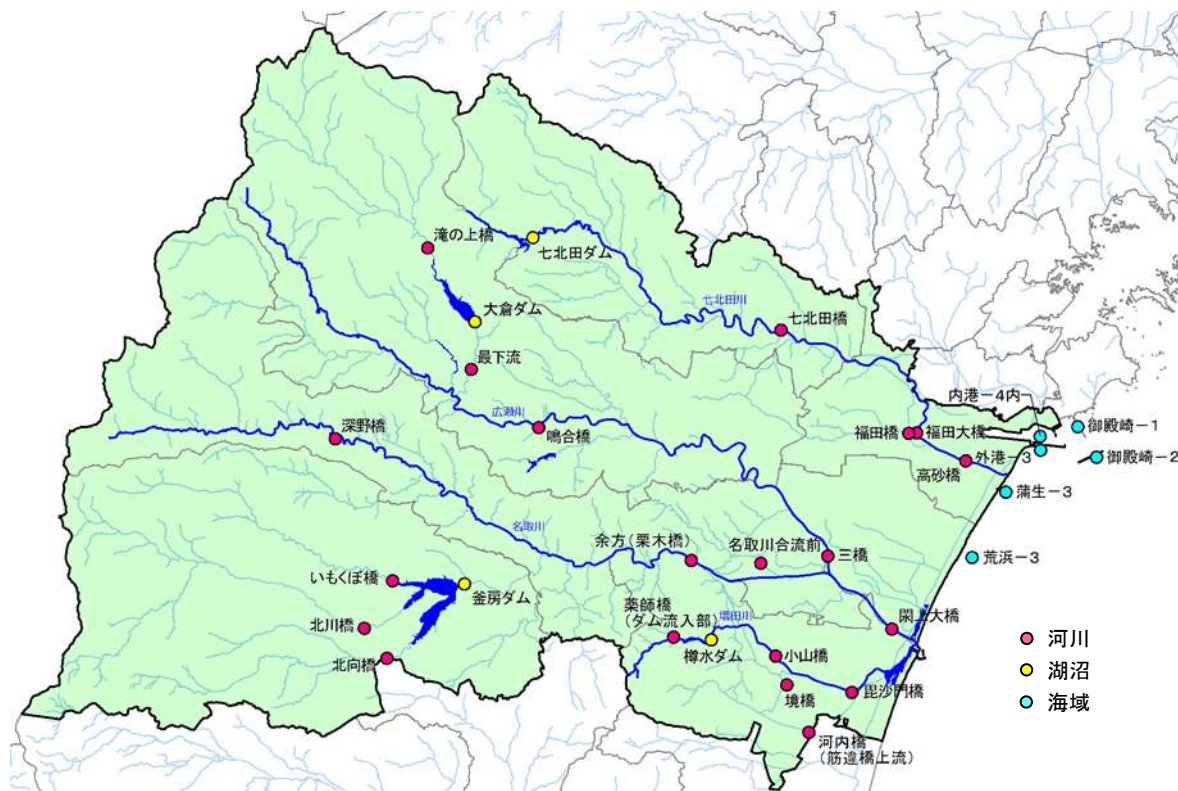 滝の上橋
七北田ダム
大倉ダム
七北田川
七北田橋
最下流
内港－4内
広瀬川
深野橋
鳴合橋
福田橋
福田大橋
御殿崎－1
外港－3
御殿崎－2
高砂橋
蒲生－3
名取川
余方（栗木橋）
名取川合流前
三橋
荒浜－3
いもくぼ橋
釜房ダム
薬師橋
（ダム流入部）
増田川
閖上大橋
北川橋
樽水ダム
小山橋
北向橋
境橋
毘沙門橋
河内橋
（筋違橋上流）
河川
湖沼
海域